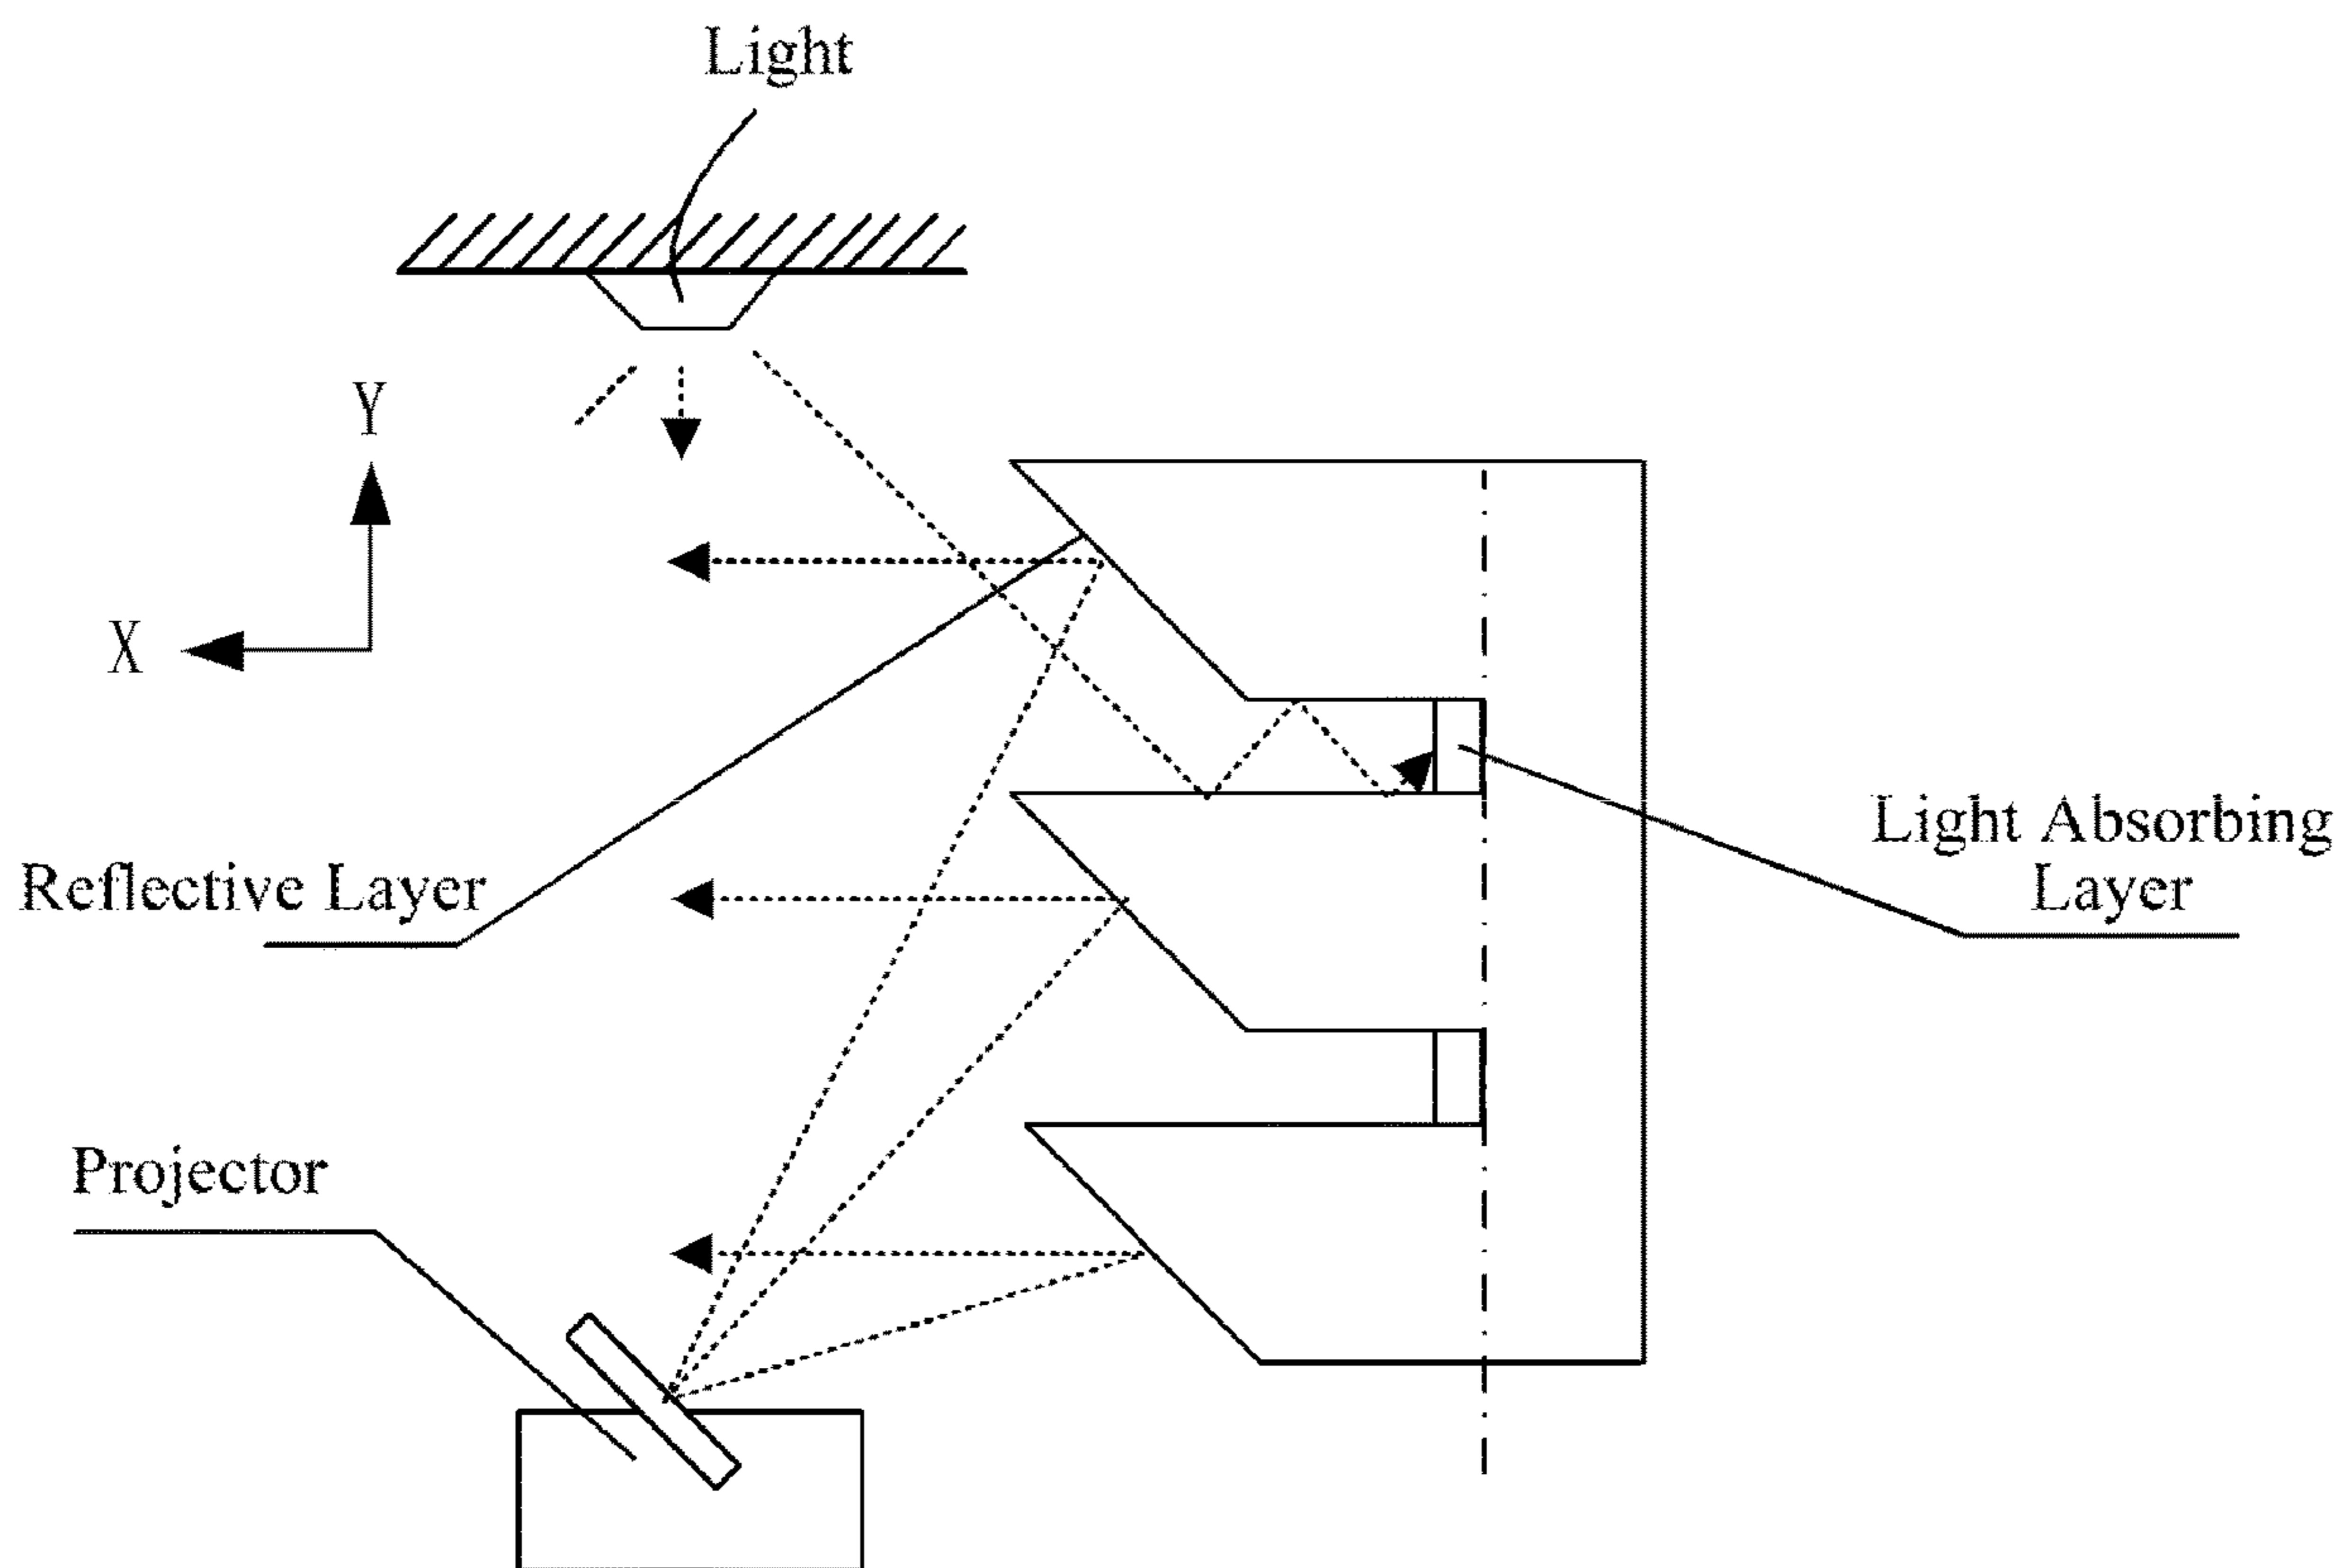 Light
Y
X
Light Absorbing
Layer
Reflective Layer
Projector